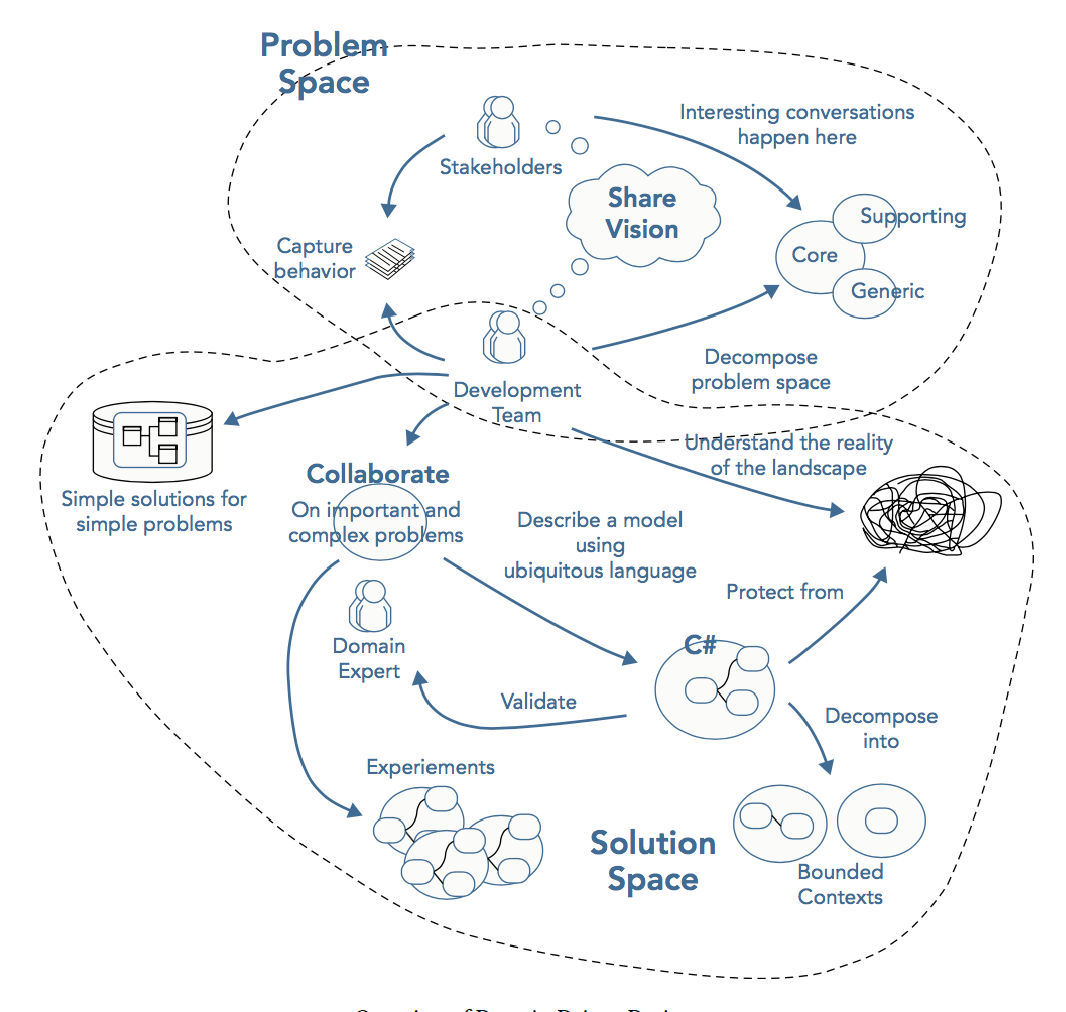 Problem
Space
Interesting conversations
happen here
Stakeholders
Share
Vision
Supporting
Core
Generic
Capture
behavior
Decompose
problem space
Development
Team
Understand the reality
of the landscape
Collaborate
On important and
complex problems
Simple solutions for
simple problems
Describe a model
using
ubiquitous language
Protect from
C#
Domain
Expert
Validate
Decompose
into
Experiements
Solution
Space
Bounded
Contexts